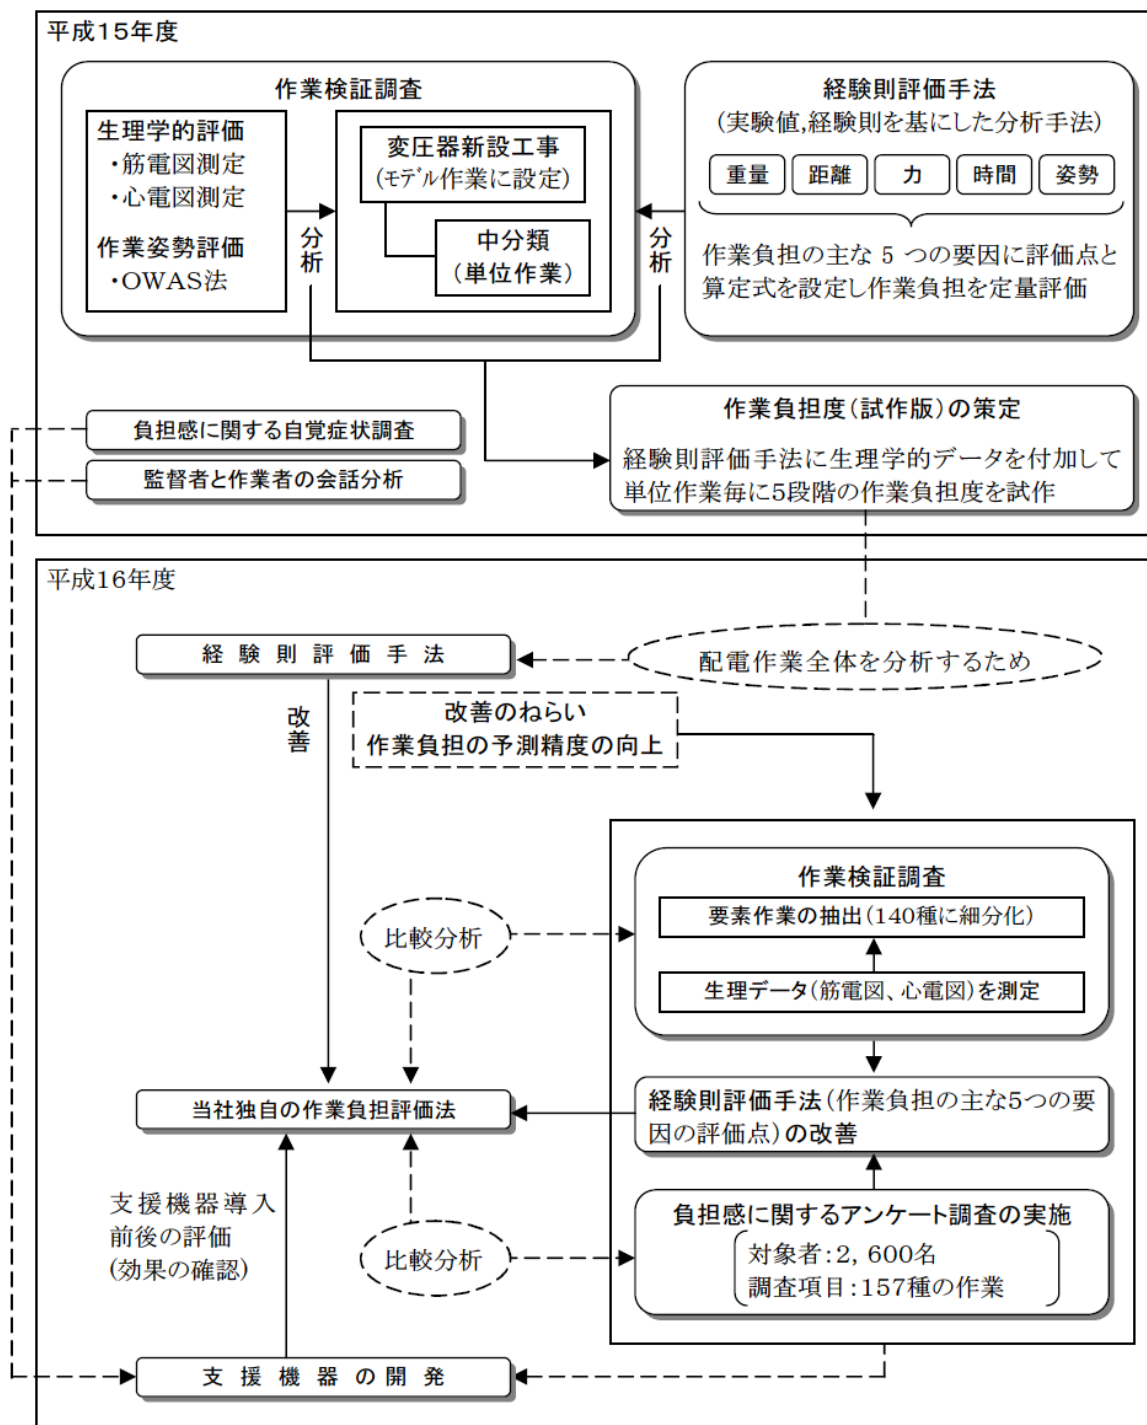 平成15年度
作業検証調査
生理学的評価
・筋電図測定
・心電図測定
作業姿勢評価
・OWAS法
分析
変圧器新設工事
(ﾓﾃﾞﾙ作業に設定)
中分類
(単位作業)
分析
経験則評価手法
(実験値,経験則を基にした分析手法)
重量
距離
力
時間
姿勢
作業負担の主な 5 つの要因に評価点と
算定式を設定し作業負担を定量評価
負担感に関する自覚症状調査
監督者と作業者の会話分析
作業負担度(試作版)の策定
経験則評価手法に生理学的データを付加して
単位作業毎に5段階の作業負担度を試作
平成16年度
経験則評価手法
配電作業全体を分析するため
改善
改善のねらい
作業負担の予測精度の向上
作業検証調査
要素作業の抽出(140種に細分化)
生理データ(筋電図、心電図)を測定
比較分析
当社独自の作業負担評価法
経験則評価手法(作業負担の主な5つの要
因の評価点)の改善
支援機器導入
前後の評価
(効果の確認)
比較分析
負担感に関するアンケート調査の実施
対象者:2,600名
調査項目:157種の作業
支援機器の開発